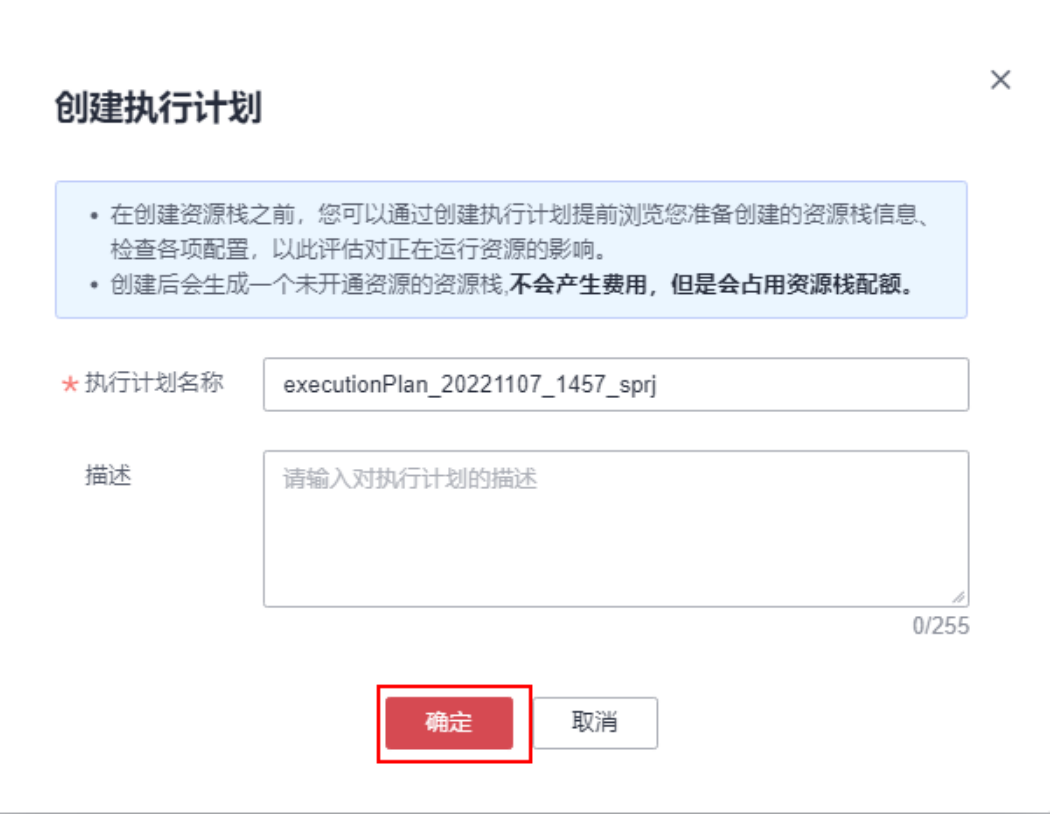 创建执行计划
• 在创建资源栈之前，您可以通过创建执行计划提前浏览您准备创建的资源栈信息、
检查各项配置，以此评估对正在运行资源的影响。
• 创建后会生成一个未开通资源的资源栈,不会产生费用，但是会占用资源栈配额。
* 执行计划名称 executionPlan_20221107_1457_sprj
描述 请输入对执行计划的描述
0/255
确定 取消